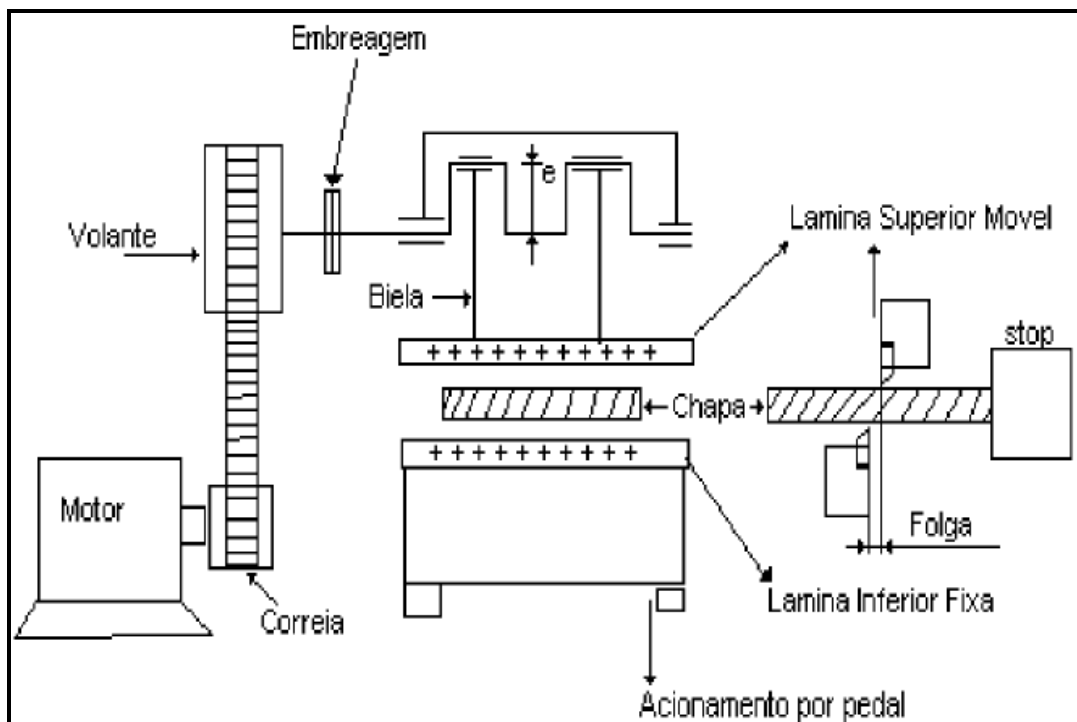 Embreagem
e
Volante
Lamina Superior Movel
Biela
stop
Chapa
Motor
Folga
Correia
Lamina Inferior Fixa
Acionamento por pedal